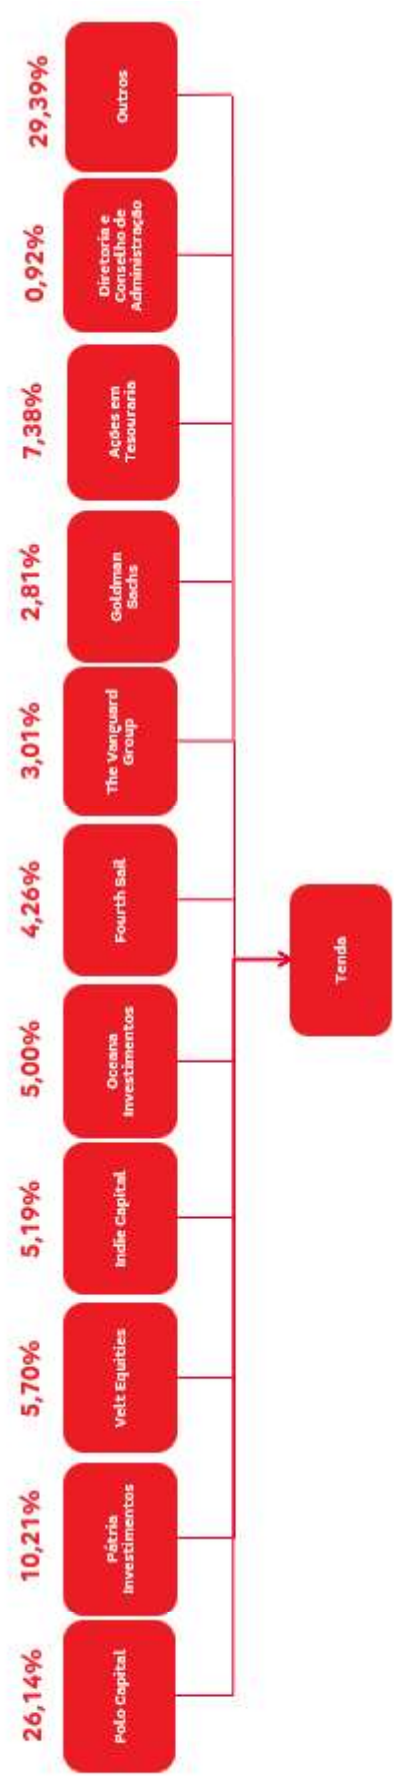 26,14%
10,21%
5,70%
5,19%
5,00%
4,26%
3,01%
2,81%
7,38%
0,92%
29,39%
Polo Capital
Pátria
Investimentos
Velt Equities
Indie Capital
Oceana
Investimentos
Fourth Sail
The Vanguard
Group
Goldman
Sachs
Ações em
Tesouraria
Diretoria e
Conselho de
Administração
Outros
Tenda